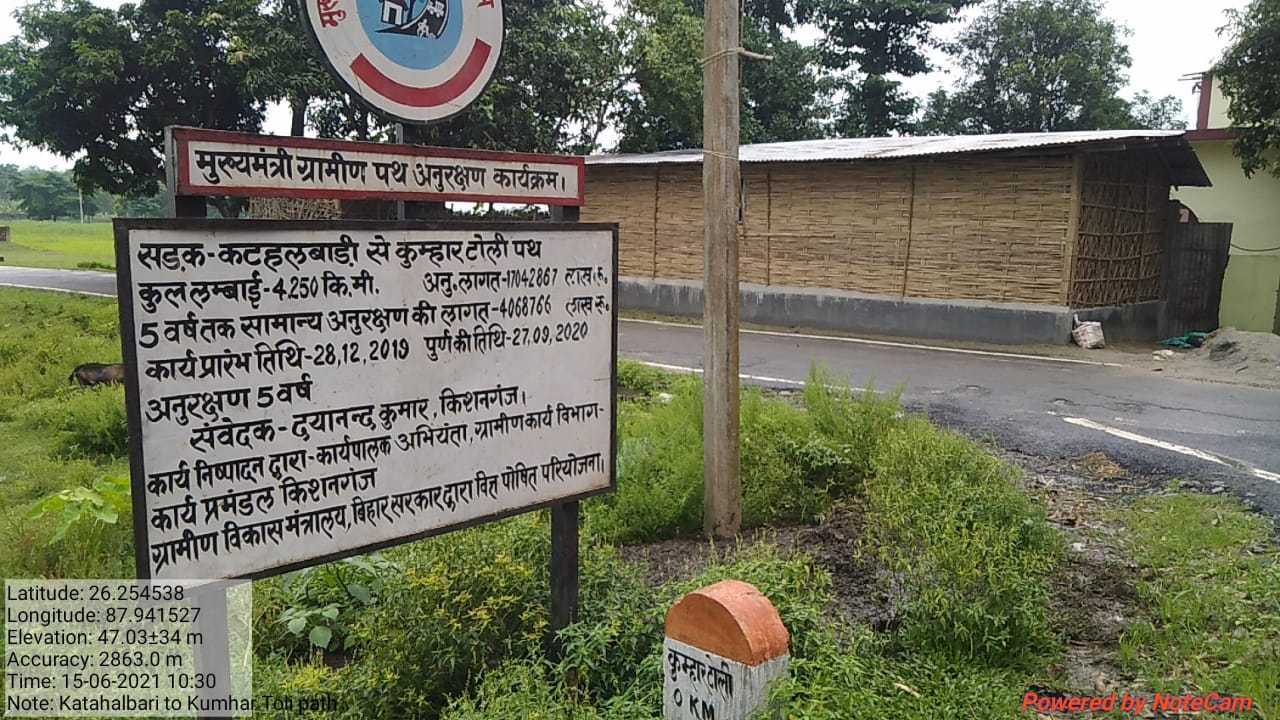 मुख्यमंत्री ग्रामीण पथ अनुरक्षण कार्यक्रम।
सड़क-कटहलबाड़ी से कुम्हार टोली पथ
कुल लम्बाई-4.250 कि.मी. अनु.लागत-17042867 लाख रु.
5 वर्ष तक सामान्य अनुरक्षण की लागत-4068766 लाख रु.
कार्य प्रारंभ तिथि-28,12,2019 पुर्ण की तिथि-27,09,2020
अनुरक्षण 5 वर्ष
संवेदक-दयानन्द कुमार, किशनगंज।
कार्य निष्पादन द्वारा-कार्यपालक अभियंता, ग्रामीण कार्य विभाग-
कार्य प्रमंडल किशनगंज
ग्रामीण विकास मंत्रालय, बिहार सरकार द्वारा वित पोषित परियोजना।
कुम्हार टोली
0 KM
Latitude: 26.254538
Longitude: 87.941527
Elevation: 47.03±34 m
Accuracy: 2863.0 m
Time: 15-06-2021 10:30
Note: Katahalbari to Kumhar Toli path
Powered by NoteCam